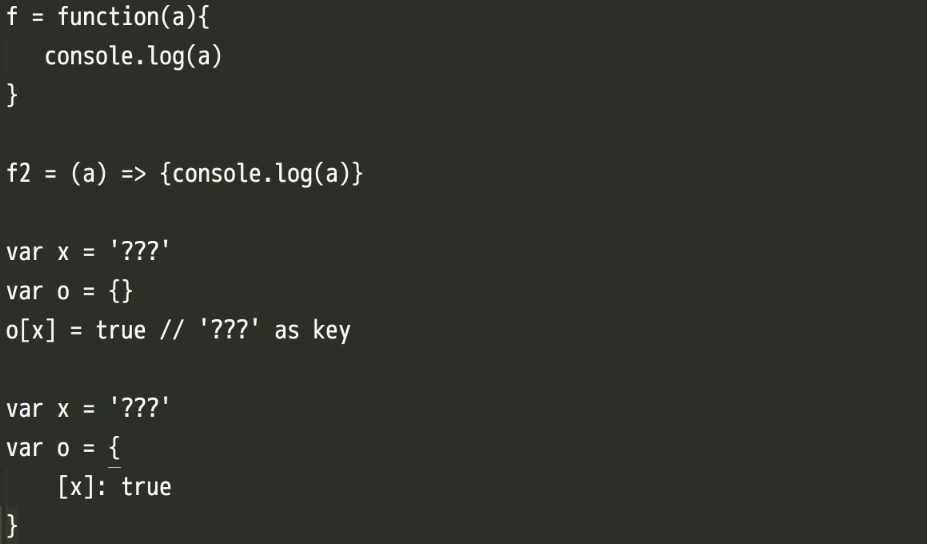 f = function(a){
console.log(a)
}
f2 = (a) => {console.log(a)}
var x = '???'
var o = {}
o[x] = true // '???' as key
var x = '???'
var o = {
[x]: true
}